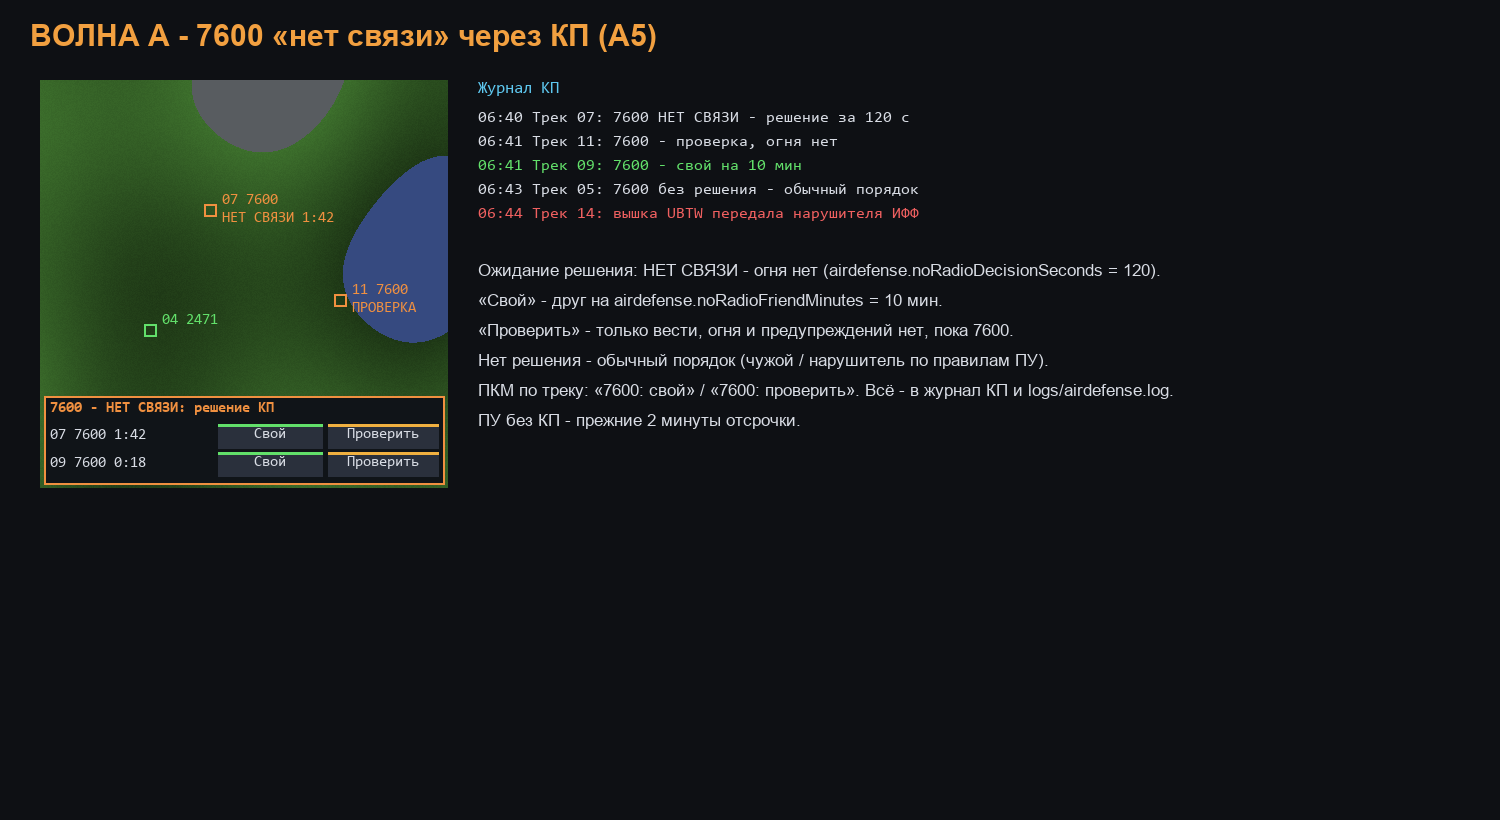 ВОЛНА А - 7600 «нет связи» через КП (А5)
07 7600
НЕТ СВЯЗИ 1:42
11 7600
ПРОВЕРКА
04 2471
7600 - НЕТ СВЯЗИ: решение КП
07 7600 1:42 Свой Проверить
09 7600 0:18 Свой Проверить
Журнал КП
06:40 Трек 07: 7600 НЕТ СВЯЗИ - решение за 120 с
06:41 Трек 11: 7600 - проверка, огня нет
06:41 Трек 09: 7600 - свой на 10 мин
06:43 Трек 05: 7600 без решения - обычный порядок
06:44 Трек 14: вышка UBTW передала нарушителя ИФФ
Ожидание решения: НЕТ СВЯЗИ - огня нет (airdefense.noRadioDecisionSeconds = 120).
«Свой» - друг на airdefense.noRadioFriendMinutes = 10 мин.
«Проверить» - только вести, огня и предупреждений нет, пока 7600.
Нет решения - обычный порядок (чужой / нарушитель по правилам ПУ).
ПКМ по треку: «7600: свой» / «7600: проверить». Всё - в журнал КП и logs/airdefense.log.
ПУ без КП - прежние 2 минуты отсрочки.